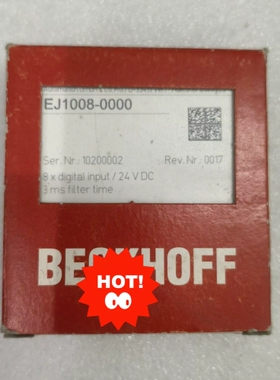 EJ1008-0000
Ser.Nr.: 10200002 Rev.Nr.: 0017
8 x digital input / 24 V DC
3 ms filter time
BECKHOFF
HOT!